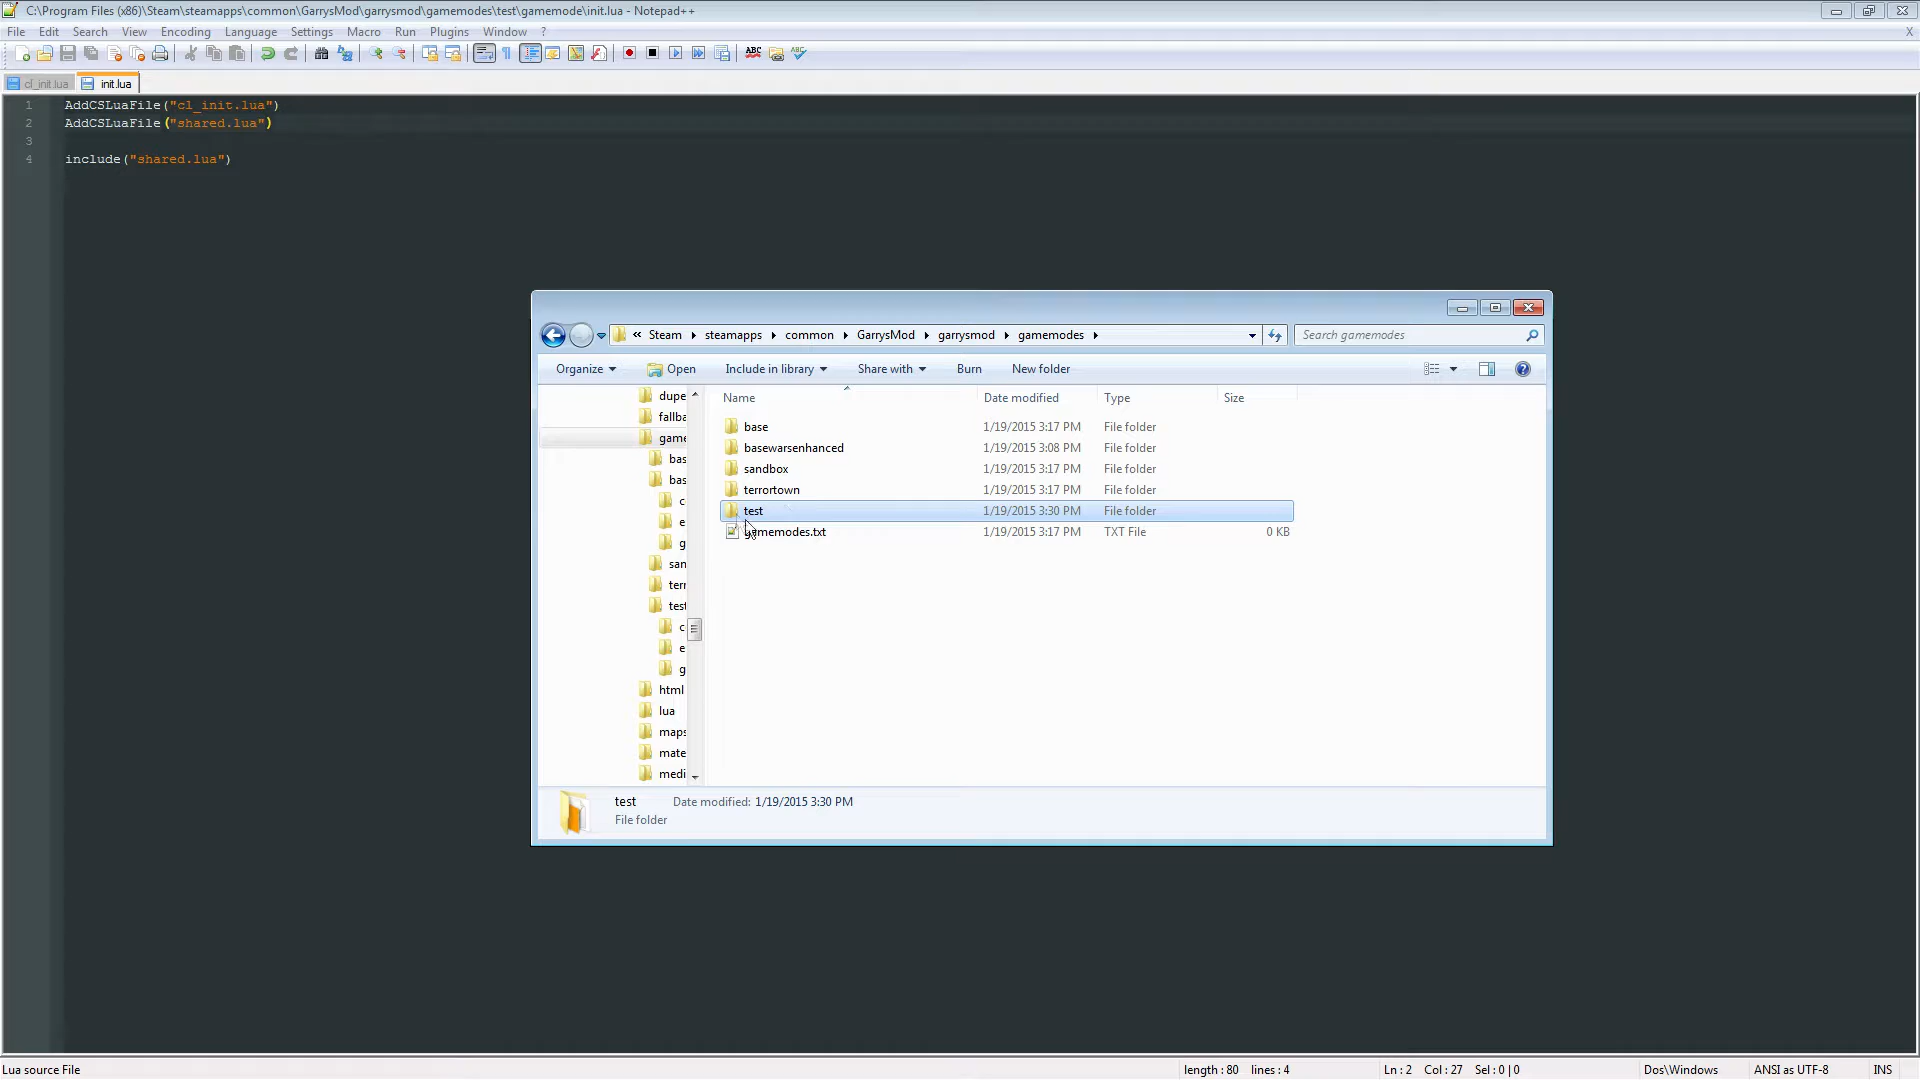 C:\Program Files (x86)\Steam\steamapps\common\GarrysMod\garrysmod\gamemodes\test\gamemode\init.lua - Notepad++
File Edit Search View Encoding Language Settings Macro Run Plugins Window ? X
cl_init.lua init.lua
1 AddCSLuaFile("cl_init.lua")
2 AddCSLuaFile("shared.lua")
3
4 include("shared.lua")
« Steam steamapps common GarrysMod garrysmod gamemodes Search gamemodes
Organize Open Include in library Share with Burn New folder
Name Date modified Type Size
base 1/19/2015 3:17 PM File folder
basewarsenhanced 1/19/2015 3:08 PM File folder
sandbox 1/19/2015 3:17 PM File folder
terrortown 1/19/2015 3:17 PM File folder
test 1/19/2015 3:30 PM File folder
gamemodes.txt 1/19/2015 3:17 PM TXT File 0 KB
dupe
fallba
game
bas
bas
c
e
g
san
terr
test
c
e
g
html
lua
maps
mate
medi
test Date modified: 1/19/2015 3:30 PM
File folder
Lua source File length : 80 lines : 4 Ln : 2 Col : 27 Sel : 0 | 0 Dos\Windows ANSI as UTF-8 INS